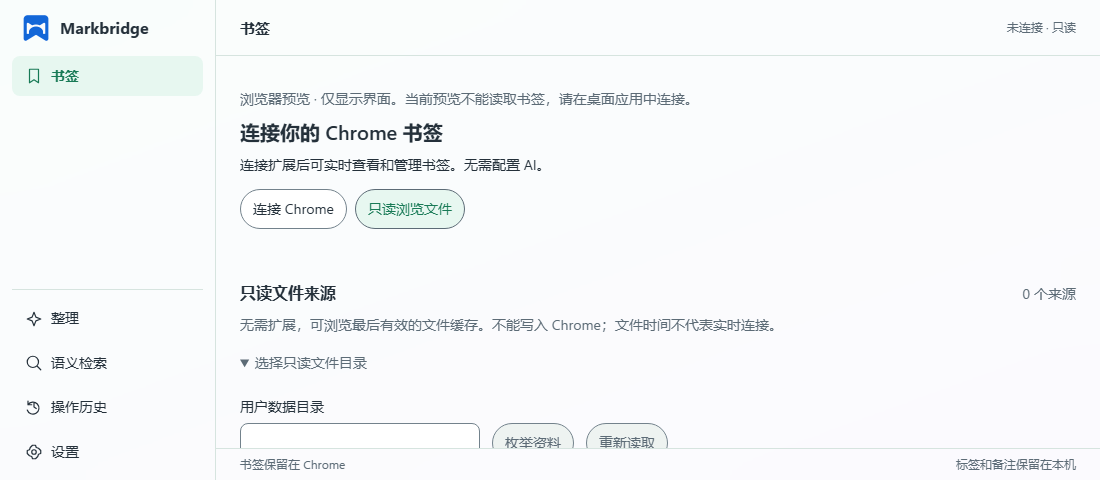 Markbridge
书签
未连接 · 只读
书签
浏览器预览 · 仅显示界面。当前预览不能读取书签，请在桌面应用中连接。
连接你的 Chrome 书签
连接扩展后可实时查看和管理书签。无需配置 AI。
连接 Chrome
只读浏览文件
只读文件来源
0 个来源
无需扩展，可浏览最后有效的文件缓存。不能写入 Chrome；文件时间不代表实时连接。
▼ 选择只读文件目录
用户数据目录
枚举资料
重新读取
整理
语义检索
操作历史
设置
书签保留在 Chrome
标签和备注保留在本机